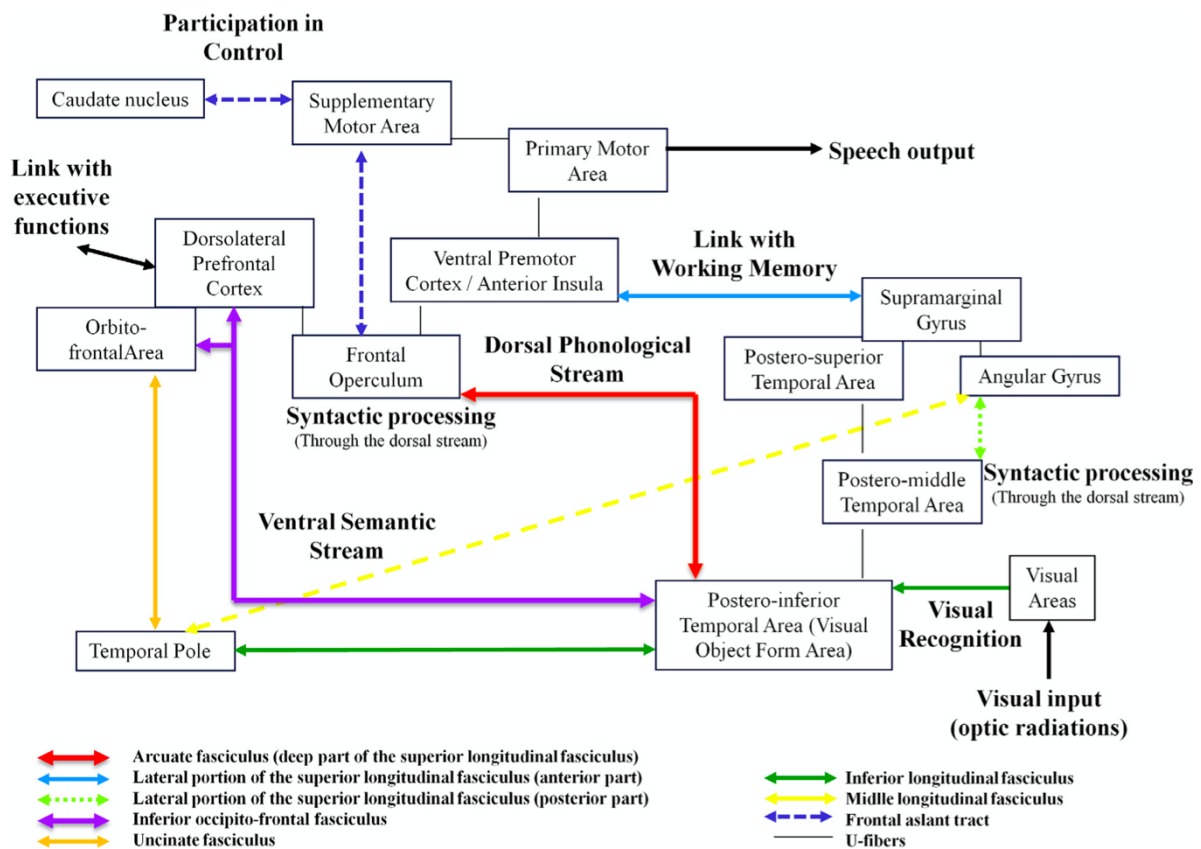 Participation in
Control
Caudate nucleus
Supplementary
Motor Area
Primary Motor
Area
Speech output
Link with
executive
functions
Dorsolateral
Prefrontal
Cortex
Ventral Premotor
Cortex / Anterior Insula
Link with
Working Memory
Supramarginal
Gyrus
Orbito-
frontalArea
Frontal
Operculum
Dorsal Phonological
Stream
Postero-superior
Temporal Area
Angular Gyrus
Syntactic processing
(Through the dorsal stream)
Postero-middle
Temporal Area
Syntactic processing
(Through the dorsal stream)
Ventral Semantic
Stream
Postero-inferior
Temporal Area (Visual
Object Form Area)
Visual
Areas
Visual
Recognition
Temporal Pole
Visual input
(optic radiations)
Arcuate fasciculus (deep part of the superior longitudinal fasciculus)
Lateral portion of the superior longitudinal fasciculus (anterior part)
Lateral portion of the superior longitudinal fasciculus (posterior part)
Inferior occipito-frontal fasciculus
Uncinate fasciculus
Inferior longitudinal fasciculus
Midlle longitudinal fasciculus
Frontal aslant tract
U-fibers